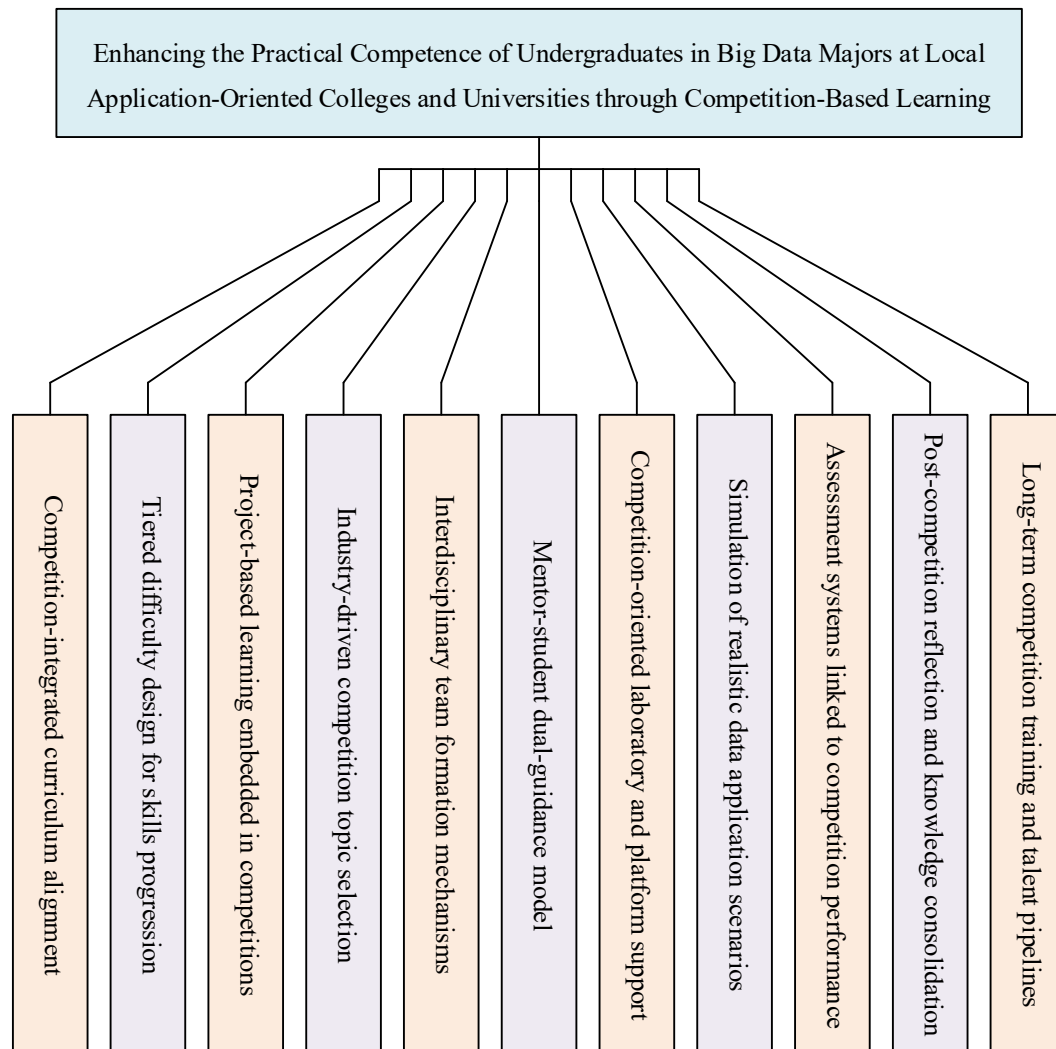 Enhancing the Practical Competence of Undergraduates in Big Data Majors at Local
Application-Oriented Colleges and Universities through Competition-Based Learning
Competition-integrated curriculum alignment
Tiered difficulty design for skills progression
Project-based learning embedded in competitions
Industry-driven competition topic selection
Interdisciplinary team formation mechanisms
Mentor-student dual-guidance model
Competition-oriented laboratory and platform support
Simulation of realistic data application scenarios
Assessment systems linked to competition performance
Post-competition reflection and knowledge consolidation
Long-term competition training and talent pipelines